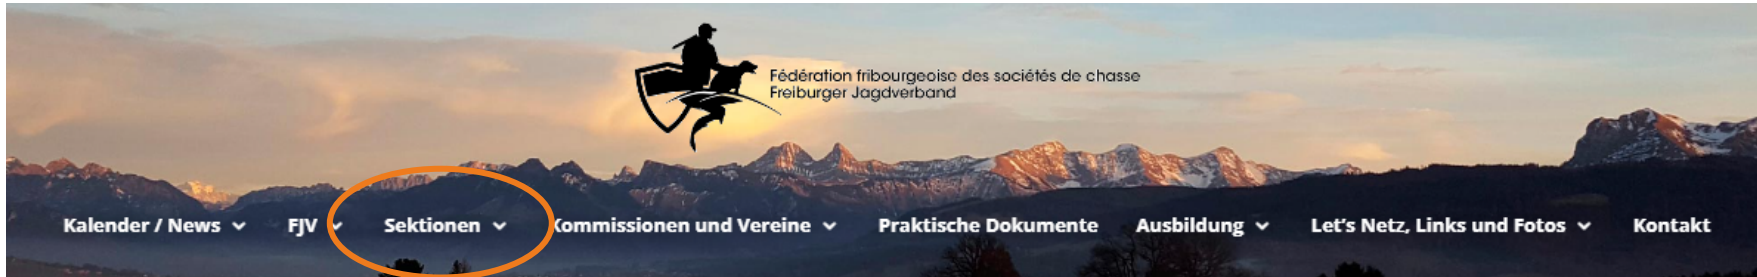 Fédération fribourgeoise des sociétés de chasse
Freiburger Jagdverband
Kalender / News FJV Sektionen Kommissionen und Vereine Praktische Dokumente Ausbildung Let's Netz, Links und Fotos Kontakt